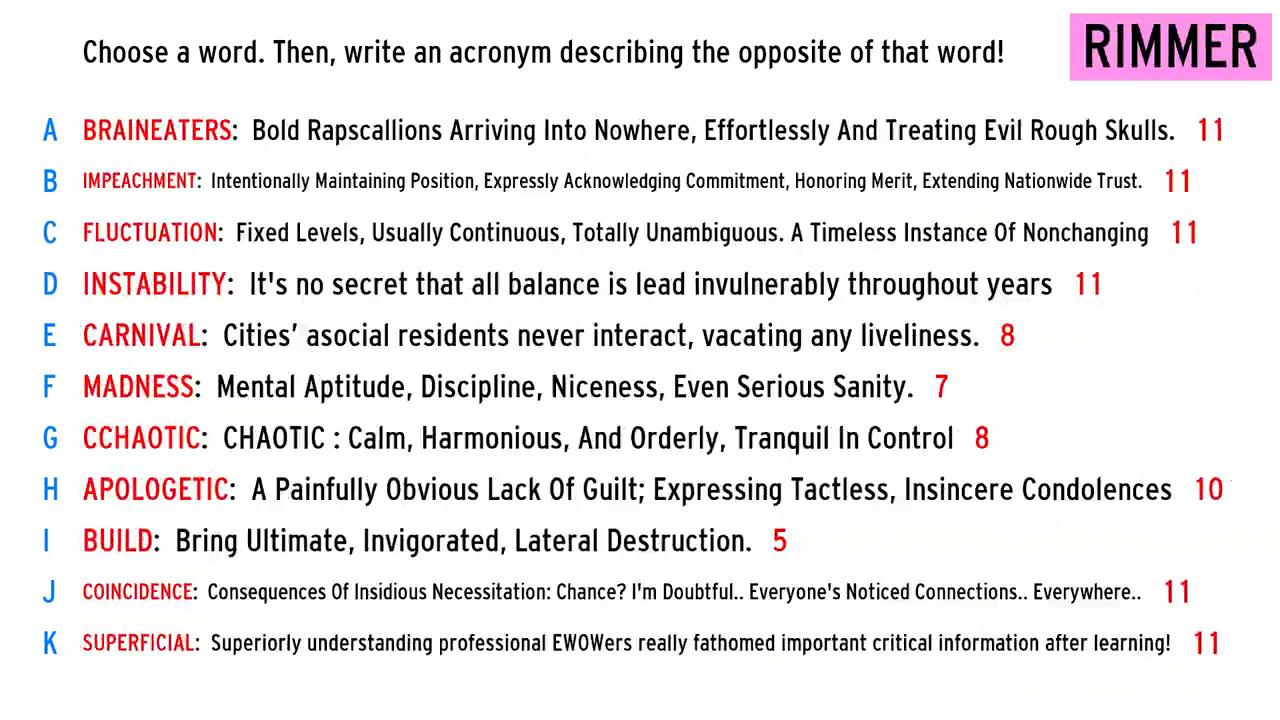 Choose a word. Then, write an acronym describing the opposite of that word!
RIMMER
A BRAINEATERS: Bold Rapscallions Arriving Into Nowhere, Effortlessly And Treating Evil Rough Skulls. 11
B IMPEACHMENT: Intentionally Maintaining Position, Expressly Acknowledging Commitment, Honoring Merit, Extending Nationwide Trust. 11
C FLUCTUATION: Fixed Levels, Usually Continuous, Totally Unambiguous. A Timeless Instance Of Nonchanging 11
D INSTABILITY: It's no secret that all balance is lead invulnerably throughout years 11
E CARNIVAL: Cities’ asocial residents never interact, vacating any liveliness. 8
F MADNESS: Mental Aptitude, Discipline, Niceness, Even Serious Sanity. 7
G CCHAOTIC: CHAOTIC : Calm, Harmonious, And Orderly, Tranquil In Control 8
H APOLOGETIC: A Painfully Obvious Lack Of Guilt; Expressing Tactless, Insincere Condolences 10
I BUILD: Bring Ultimate, Invigorated, Lateral Destruction. 5
J COINCIDENCE: Consequences Of Insidious Necessitation: Chance? I'm Doubtful.. Everyone's Noticed Connections.. Everywhere.. 11
K SUPERFICIAL: Superiorly understanding professional EWOWers really fathomed important critical information after learning! 11